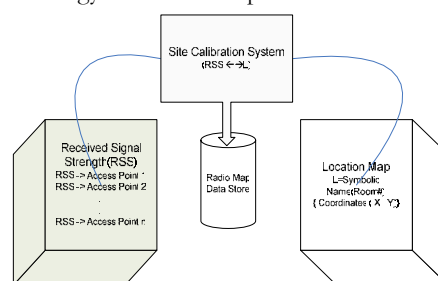 Site Calibration System
(RSS ←→L)
Received Signal
Strength(RSS)
RSS -> Access Point 1
RSS -> Access Point 2
.
.
RSS -> Access Point n
Radio Map
Data Store
Location Map
L=Symbolic
Name(Room#)
{ Coordinates ( X Y)}